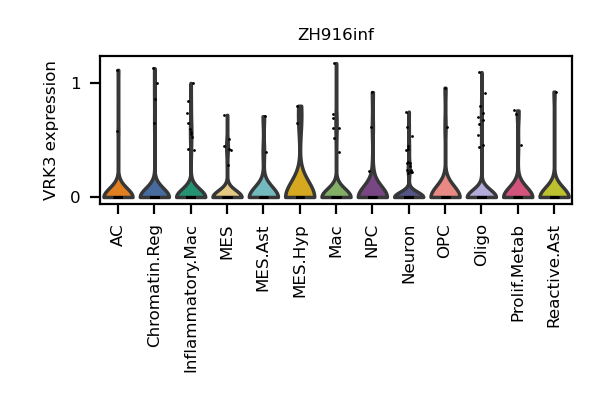 ZH916inf
VRK3 expression
1
0
AC
Chromatin.Reg
Inflammatory.Mac
MES
MES.Ast
MES.Hyp
Mac
NPC
Neuron
OPC
Oligo
Prolif.Metab
Reactive.Ast